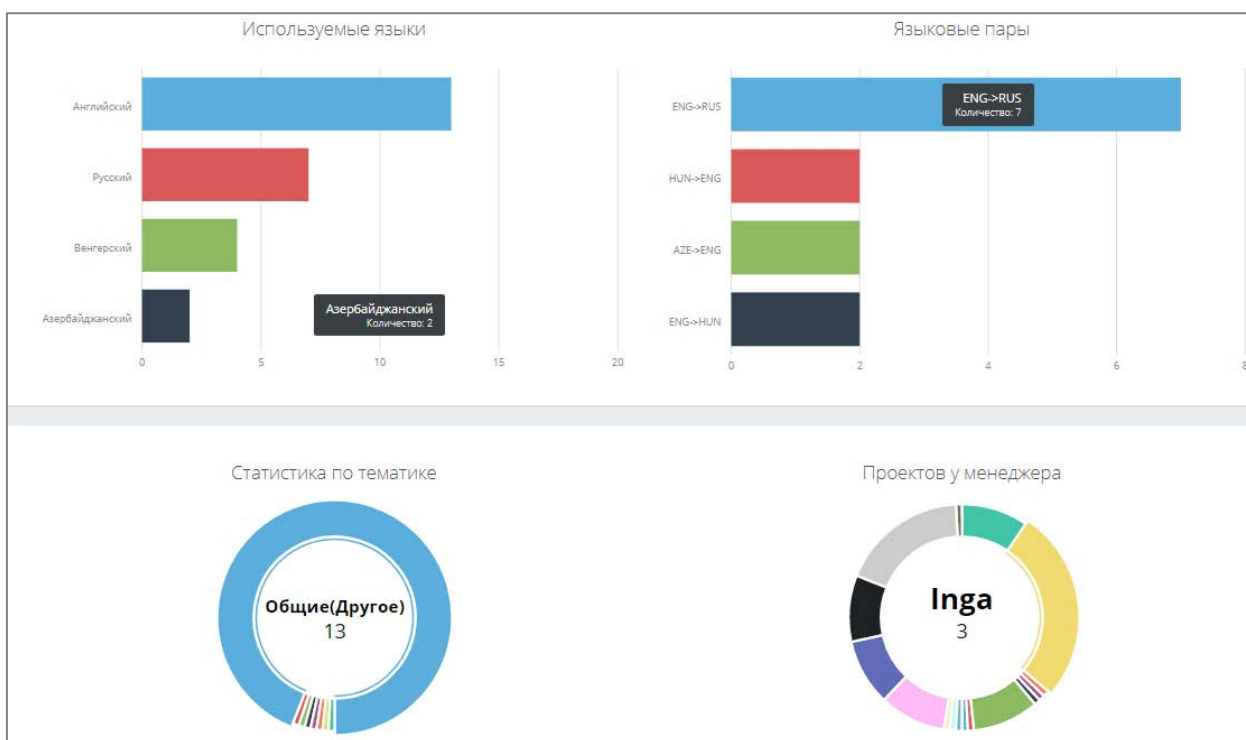 Используемые языки
Английский
Русский
Венгерский
Азербайджанский
Азербайджанский
Количество: 2
0 5 10 15 20
Языковые пары
ENG->RUS
ENG->RUS
Количество: 7
HUN->ENG
AZE->ENG
ENG->HUN
0 2 4 6 8
Статистика по тематике
Общие(Другое)
13
Проектов у менеджера
Inga
3